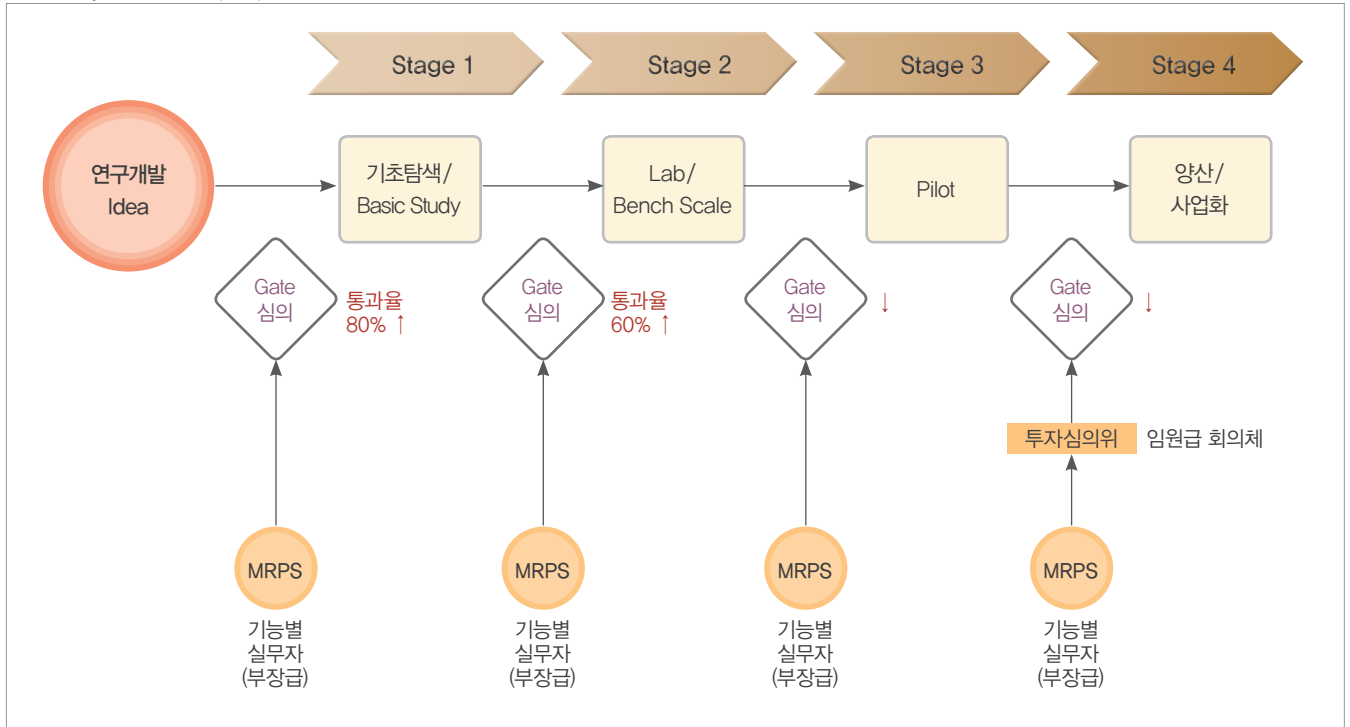 Stage 1
Stage 2
Stage 3
Stage 4
연구개발
Idea
기초탐색/
Basic Study
Lab/
Bench Scale
Pilot
양산/
사업화
Gate
심의
통과율
80% ↑
Gate
심의
통과율
60% ↑
Gate
심의
↓
Gate
심의
↓
투자심의위
임원급 회의체
MRPS
MRPS
MRPS
MRPS
기능별
실무자
(부장급)
기능별
실무자
(부장급)
기능별
실무자
(부장급)
기능별
실무자
(부장급)